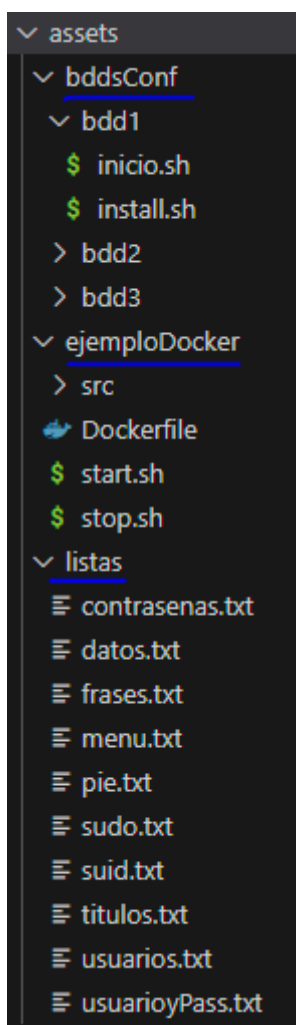 assets
bddsConf
bdd1
$ inicio.sh
$ install.sh
bdd2
bdd3
ejemploDocker
src
Dockerfile
$ start.sh
$ stop.sh
listas
contrasenas.txt
datos.txt
frases.txt
menu.txt
pie.txt
sudo.txt
suid.txt
titulos.txt
usuarios.txt
usuarioyPass.txt